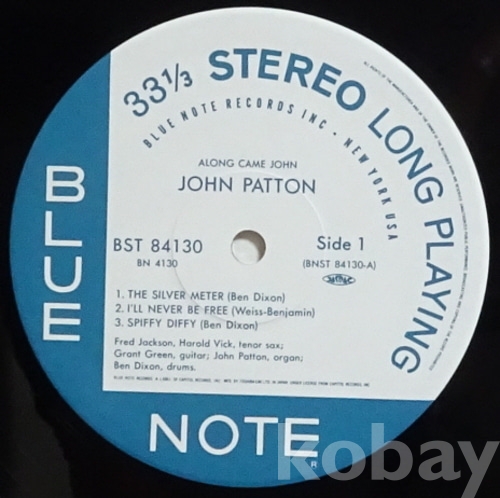 33⅓ STEREO LONG PLAYING
BLUE NOTE RECORDS INC · NEW YORK USA
ALONG CAME JOHN
JOHN PATTON
BST 84130
BN 4130
Side 1
(BNST 84130-A)
1. THE SILVER METER (Ben Dixon)
2. I'LL NEVER BE FREE (Weiss-Benjamin)
3. SPIFFY DIFFY (Ben Dixon)
Fred Jackson, Harold Vick, tenor sax;
Grant Green, guitar; John Patton, organ;
Ben Dixon, drums.
BLUE
NOTE
kobay